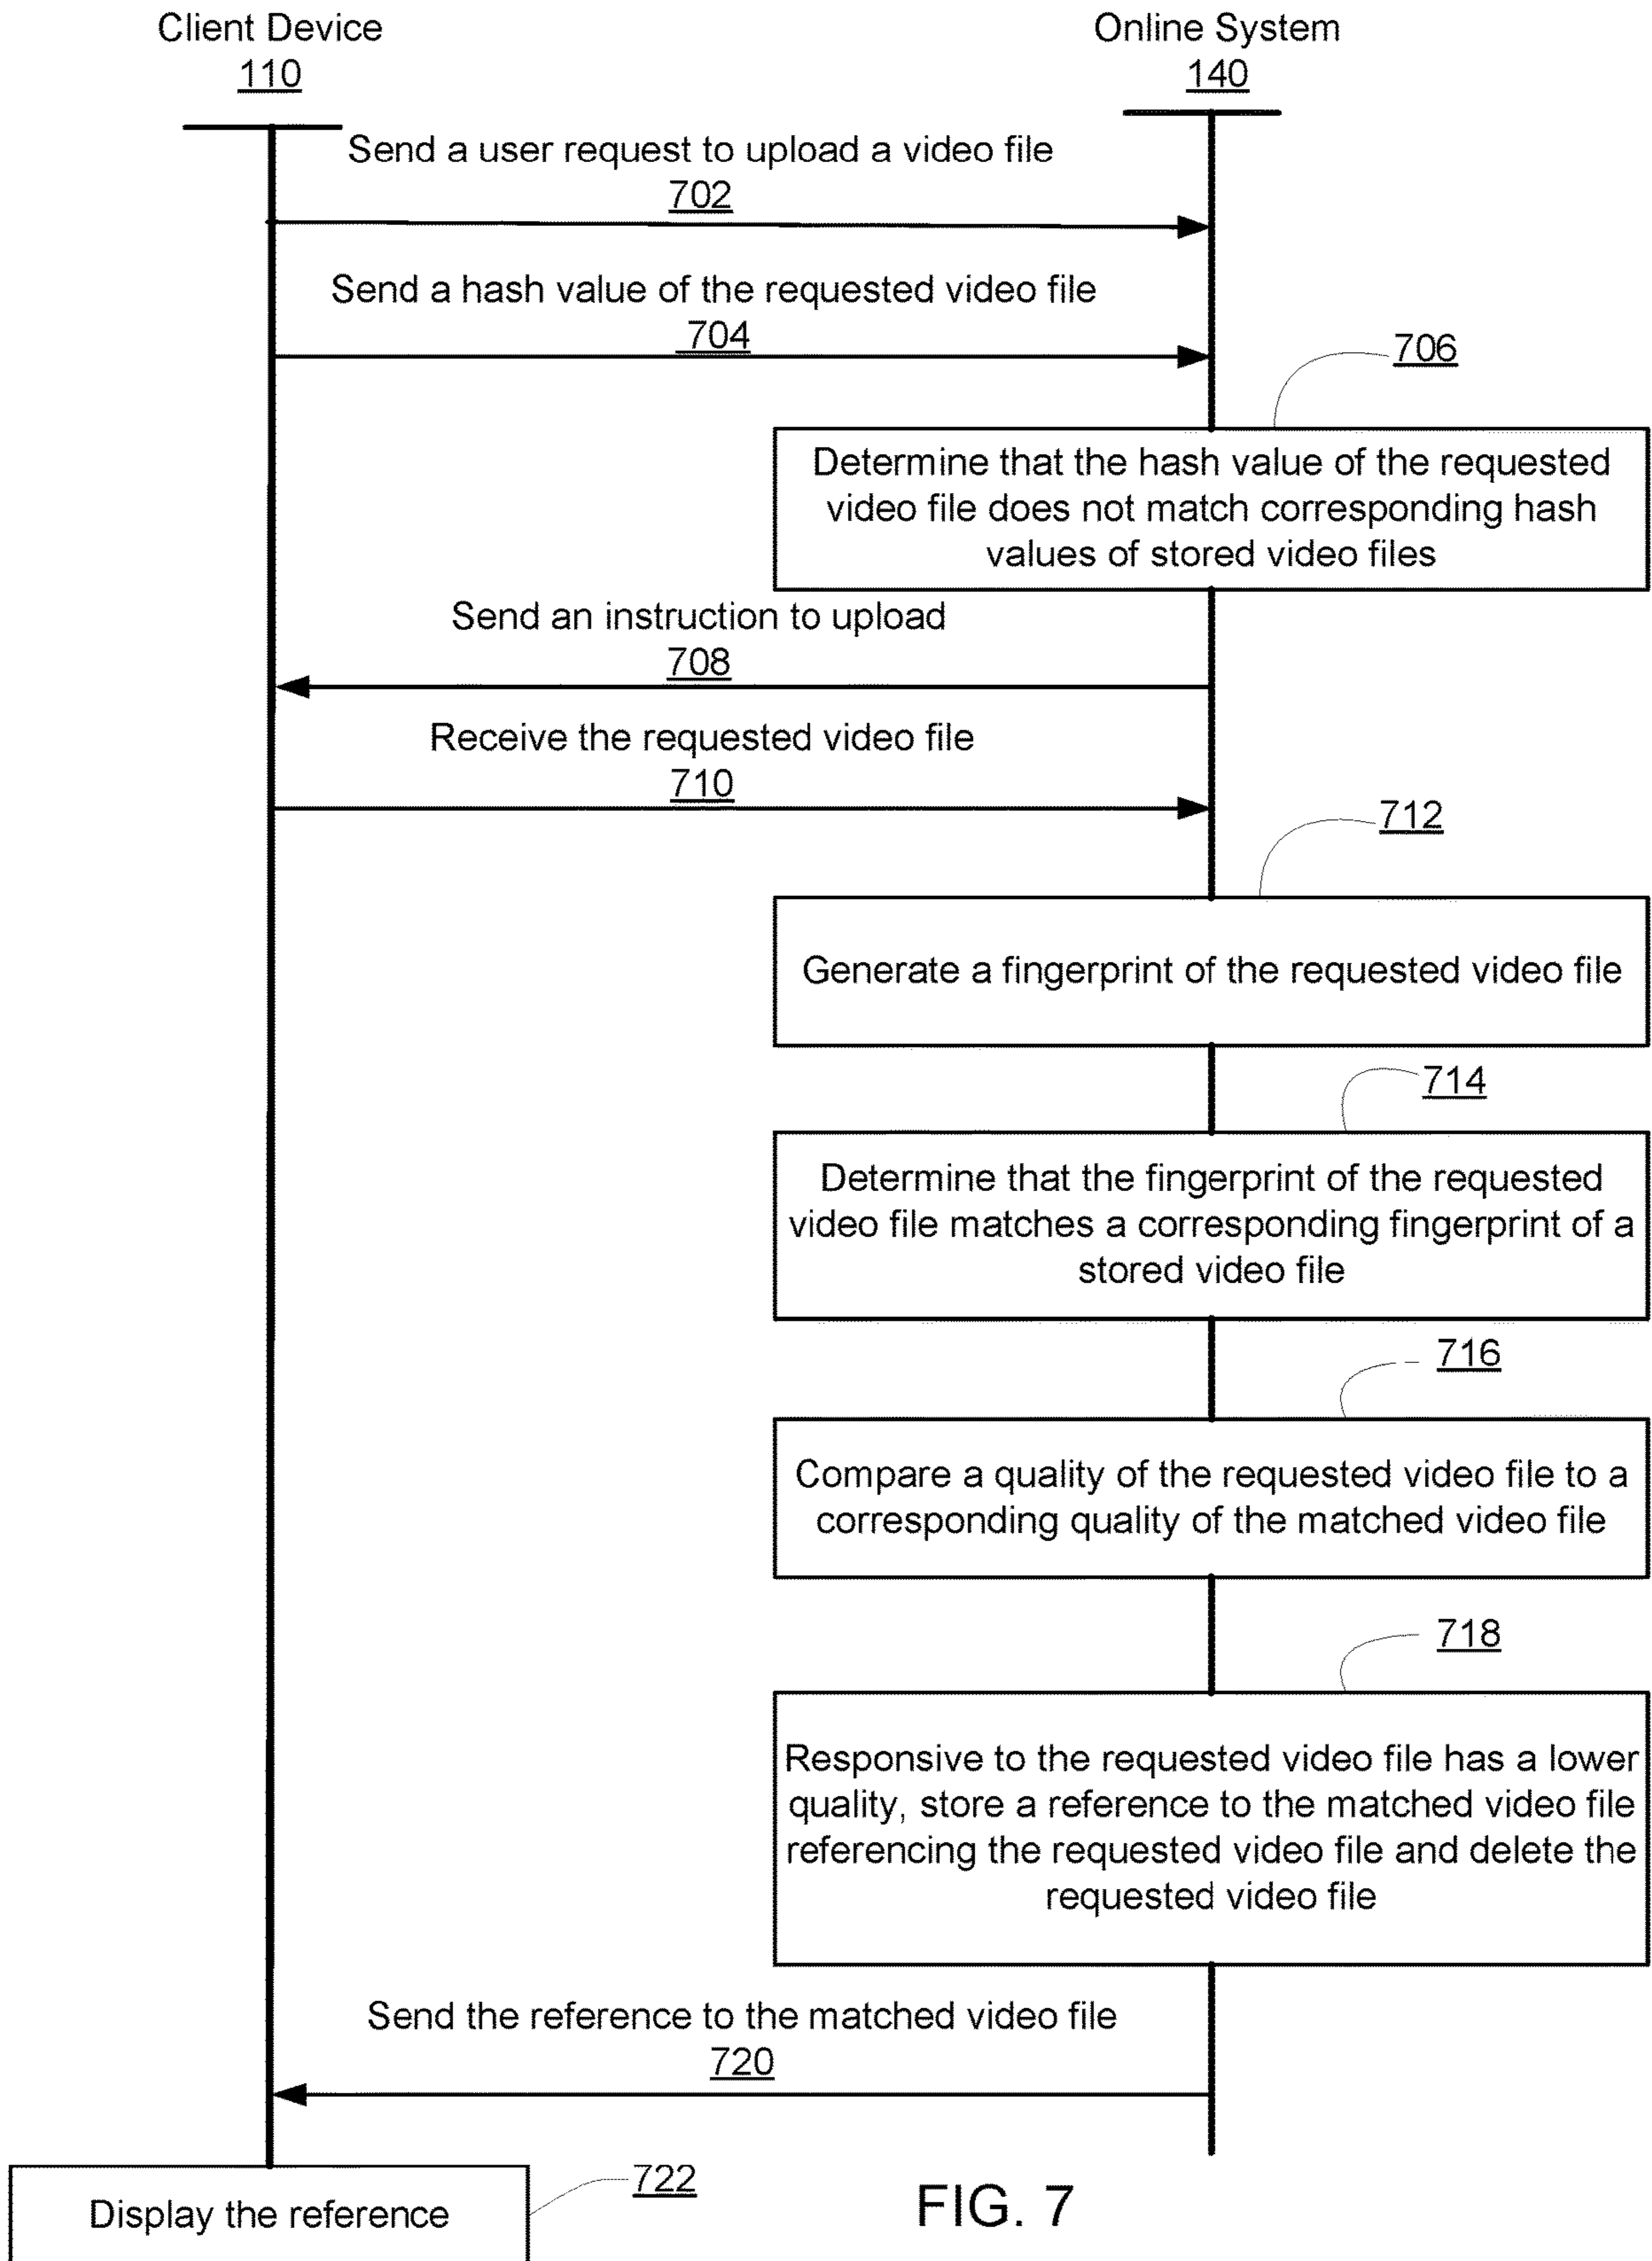 Client Device
110
Online System
140
Send a user request to upload a video file
702
Send a hash value of the requested video file
704
706
Determine that the hash value of the requested
video file does not match corresponding hash
values of stored video files
Send an instruction to upload
708
Receive the requested video file
710
712
Generate a fingerprint of the requested video file
714
Determine that the fingerprint of the requested
video file matches a corresponding fingerprint of a
stored video file
716
Compare a quality of the requested video file to a
corresponding quality of the matched video file
718
Responsive to the requested video file has a lower
quality, store a reference to the matched video file
referencing the requested video file and delete the
requested video file
Send the reference to the matched video file
720
722
Display the reference
FIG. 7